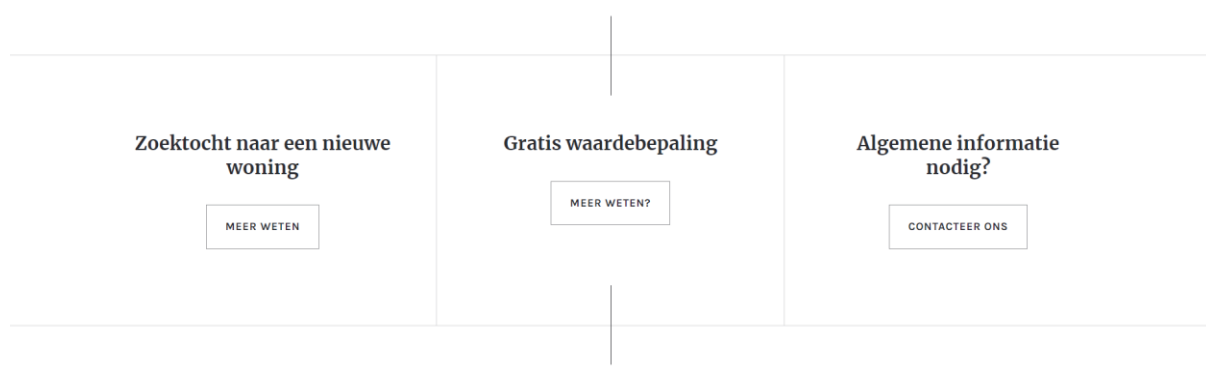 Zoektocht naar een nieuwe
woning
MEER WETEN
Gratis waardebepaling
MEER WETEN?
Algemene informatie
nodig?
CONTACTEER ONS